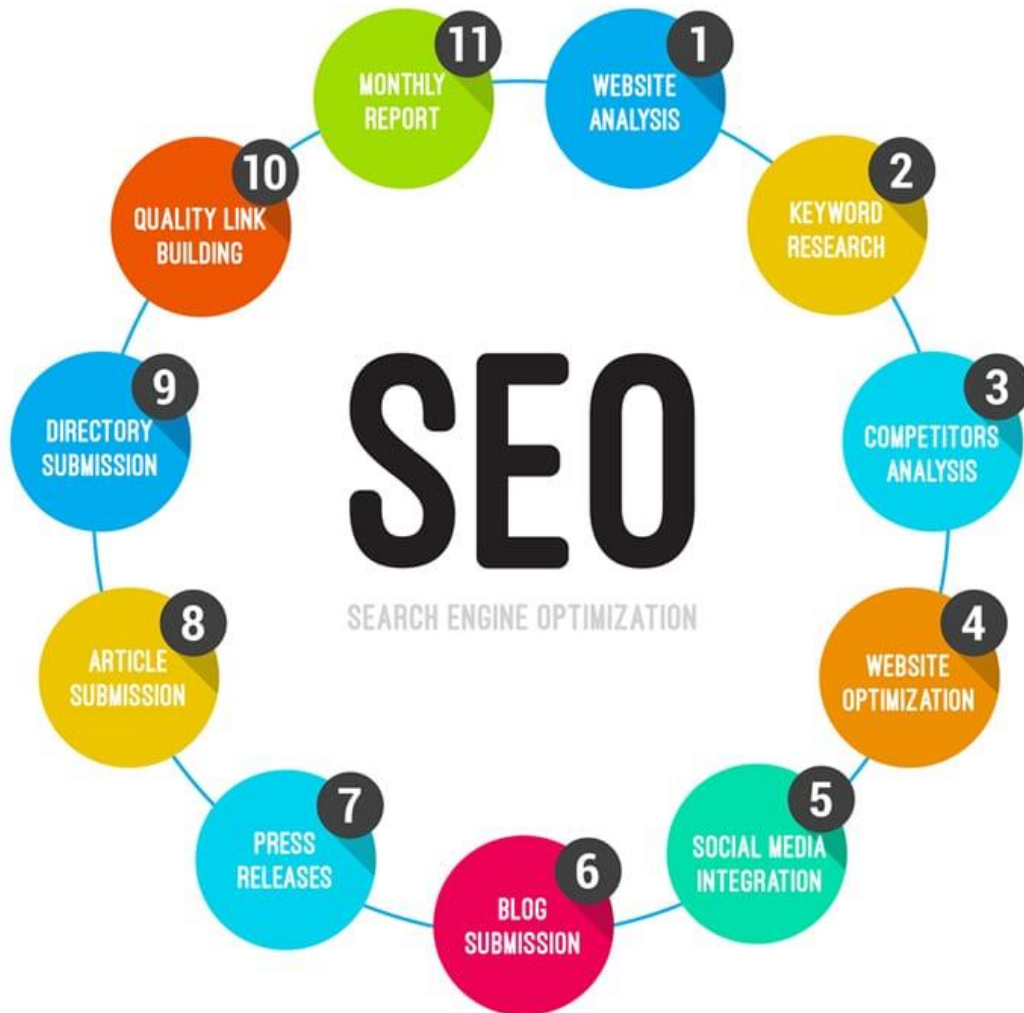 SEO
SEARCH ENGINE OPTIMIZATION
1
WEBSITE
ANALYSIS
2
KEYWORD
RESEARCH
3
COMPETITORS
ANALYSIS
4
WEBSITE
OPTIMIZATION
5
SOCIAL MEDIA
INTEGRATION
6
BLOG
SUBMISSION
7
PRESS
RELEASES
8
ARTICLE
SUBMISSION
9
DIRECTORY
SUBMISSION
10
QUALITY LINK
BUILDING
11
MONTHLY
REPORT